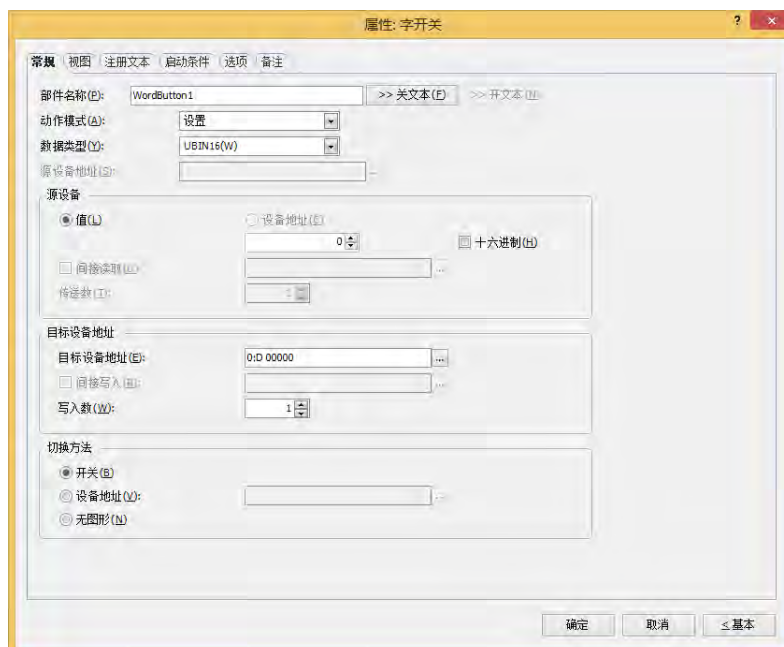 属性: 字开关
? ×
常规 视图 注册文本 启动条件 选项 备注
部件名称(P): WordButton1 >> 关文本(F) >> 开文本(N)
动作模式(A): 设置
数据类型(Y): UBIN16(W)
源设备地址(S): ...
源设备
值(L) 设备地址(C)
0 十六进制(H)
间接读取(U) ...
传送数(T): 1
目标设备地址
目标设备地址(E): 0:D 00000 ...
间接写入(R): ...
写入数(W): 1
切换方法
开关(B)
设备地址(V): ...
无图形(N)
确定 取消 <基本